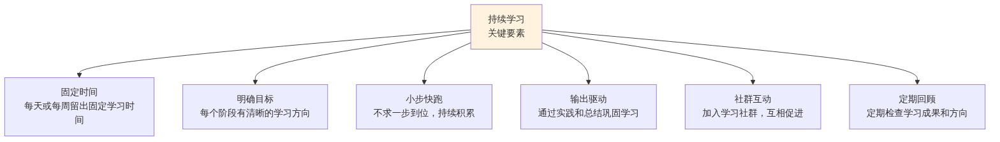 持续学习
关键要素
固定时间
每天或每周留出固定学习时
间
明确目标
每个阶段有清晰的学习方向
小步快跑
不求一步到位，持续积累
输出驱动
通过实践和总结巩固学习
社群互动
加入学习社群，互相促进
定期回顾
定期检查学习成果和方向